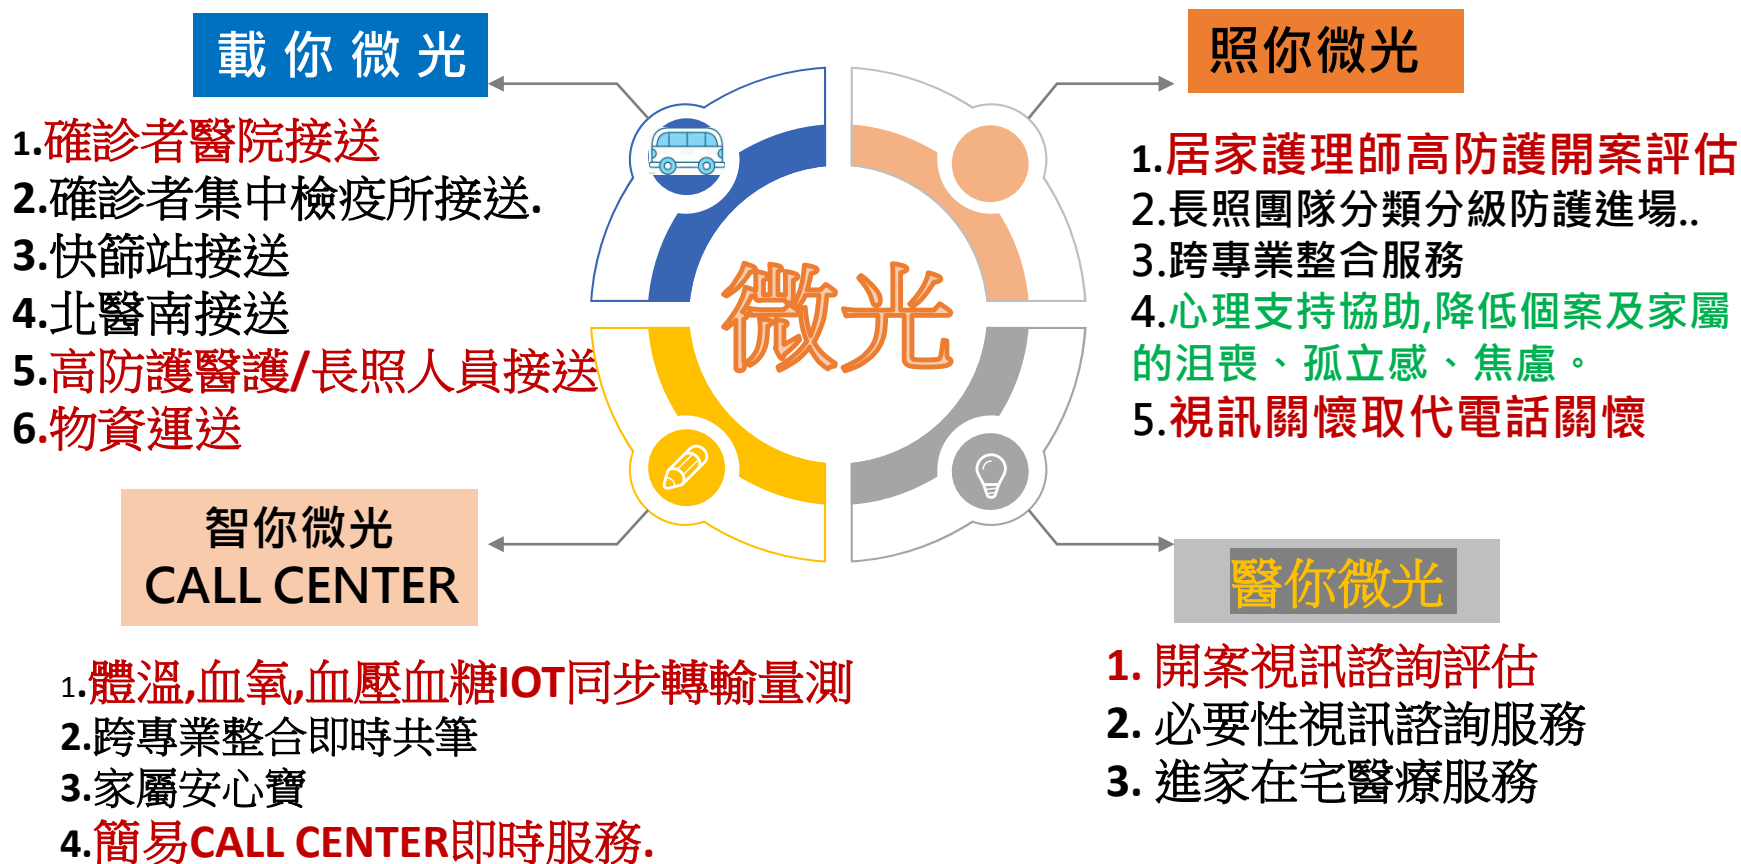 載你微光
1.確診者醫院接送
2.確診者集中檢疫所接送.
3.快篩站接送
4.北醫南接送
5.高防護醫護/長照人員接送
6.物資運送
照你微光
1.居家護理師高防護開案評估
2.長照團隊分類分級防護進場..
3.跨專業整合服務
4.心理支持協助,降低個案及家屬
的沮喪、孤立感、焦慮。
5.視訊關懷取代電話關懷
微光
智你微光
CALL CENTER
1.體溫,血氧,血壓血糖IOT同步轉輸量測
2.跨專業整合即時共筆
3.家屬安心寶
4.簡易CALL CENTER即時服務.
醫你微光
1. 開案視訊諮詢評估
2. 必要性視訊諮詢服務
3. 進家在宅醫療服務